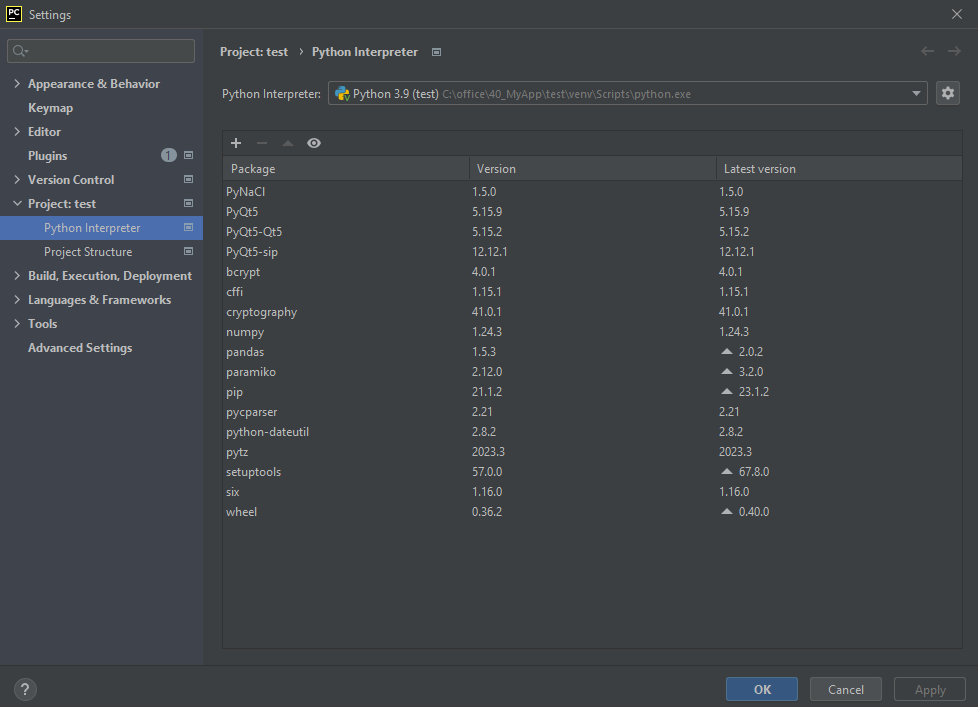 PC Settings
Project: test › Python Interpreter
Appearance & Behavior
Keymap
Editor
Plugins 1
Version Control
Project: test
Python Interpreter
Project Structure
Build, Execution, Deployment
Languages & Frameworks
Tools
Advanced Settings
Python Interpreter: Python 3.9 (test) C:\office\40_MyApp\test\venv\Scripts\python.exe
Package Version Latest version
PyNaCl 1.5.0 1.5.0
PyQt5 5.15.9 5.15.9
PyQt5-Qt5 5.15.2 5.15.2
PyQt5-sip 12.12.1 12.12.1
bcrypt 4.0.1 4.0.1
cffi 1.15.1 1.15.1
cryptography 41.0.1 41.0.1
numpy 1.24.3 1.24.3
pandas 1.5.3 2.0.2
paramiko 2.12.0 3.2.0
pip 21.1.2 23.1.2
pycparser 2.21 2.21
python-dateutil 2.8.2 2.8.2
pytz 2023.3 2023.3
setuptools 57.0.0 67.8.0
six 1.16.0 1.16.0
wheel 0.36.2 0.40.0
? OK Cancel Apply